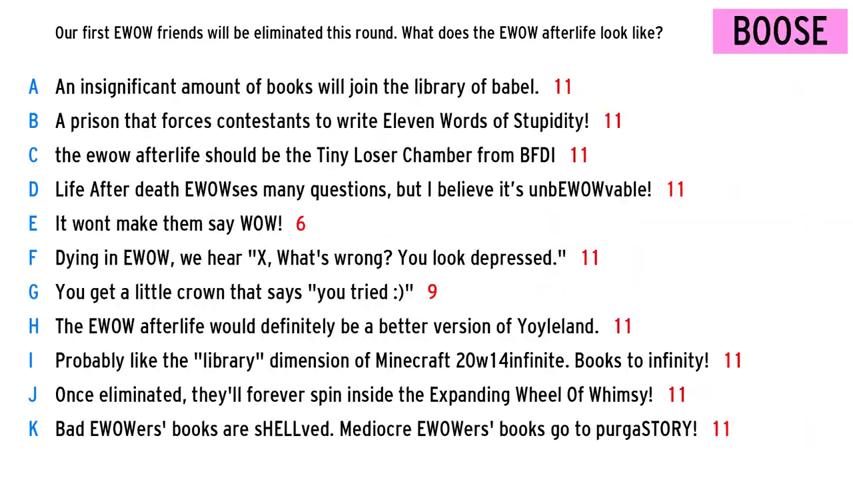 Our first EWOW friends will be eliminated this round. What does the EWOW afterlife look like?
BOOSE
A An insignificant amount of books will join the library of babel. 11
B A prison that forces contestants to write Eleven Words of Stupidity! 11
C the ewow afterlife should be the Tiny Loser Chamber from BFDI 11
D Life After death EWOWses many questions, but I believe it's unbEWOWvable! 11
E It wont make them say WOW! 6
F Dying in EWOW, we hear "X, What's wrong? You look depressed." 11
G You get a little crown that says "you tried :)" 9
H The EWOW afterlife would definitely be a better version of Yoyleland. 11
I Probably like the "library" dimension of Minecraft 20w14infinite. Books to infinity! 11
J Once eliminated, they'll forever spin inside the Expanding Wheel Of Whimsy! 11
K Bad EWOWers' books are sHELLved. Mediocre EWOWers' books go to purgaSTORY! 11